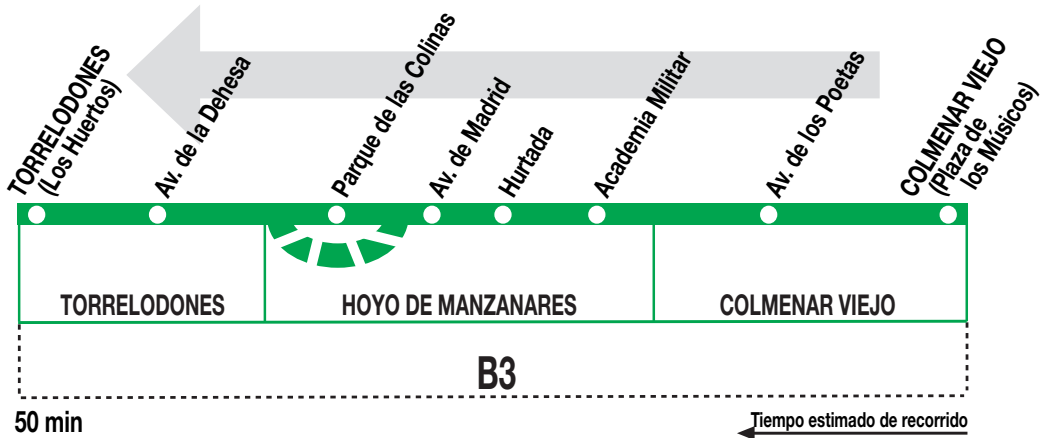 TORRELODONES
(Los Huertos)
Av. de la Dehesa
Parque de las Colinas
Av. de Madrid
Hurtada
Academia Militar
Av. de los Poetas
COLMENAR VIEJO
(Plaza de
los Músicos)
TORRELODONES
HOYO DE MANZANARES
COLMENAR VIEJO
B3
50 min
Tiempo estimado de recorrido